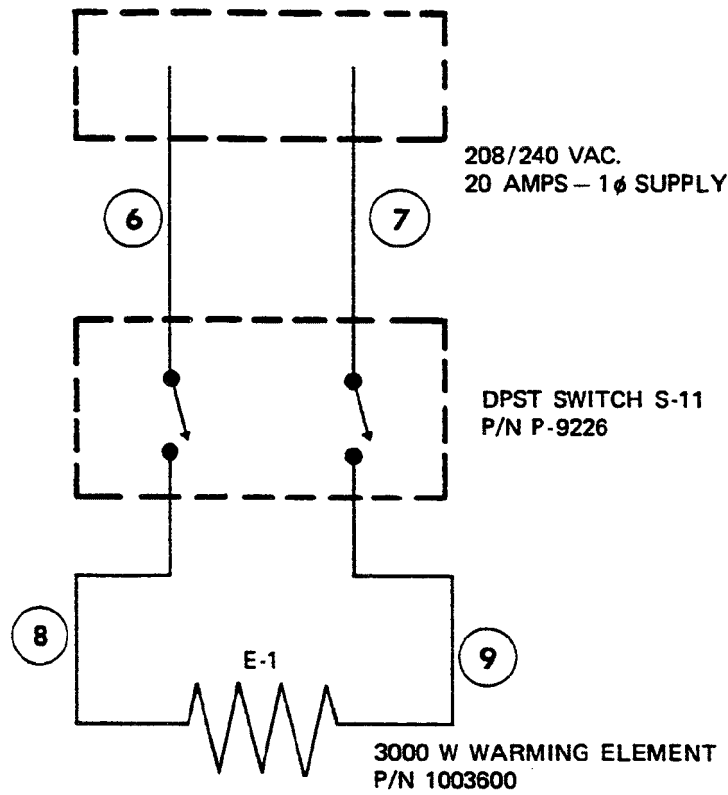 208/240 VAC.
20 AMPS – 1ø SUPPLY
6
7
DPST SWITCH S-11
P/N P-9226
8
E-1
9
3000 W WARMING ELEMENT
P/N 1003600